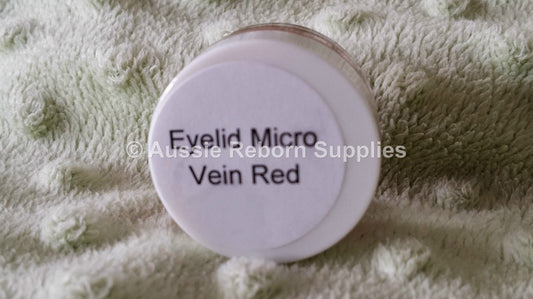 Eyelid Micro
© Aussie Reborn Supplies
Vein Red